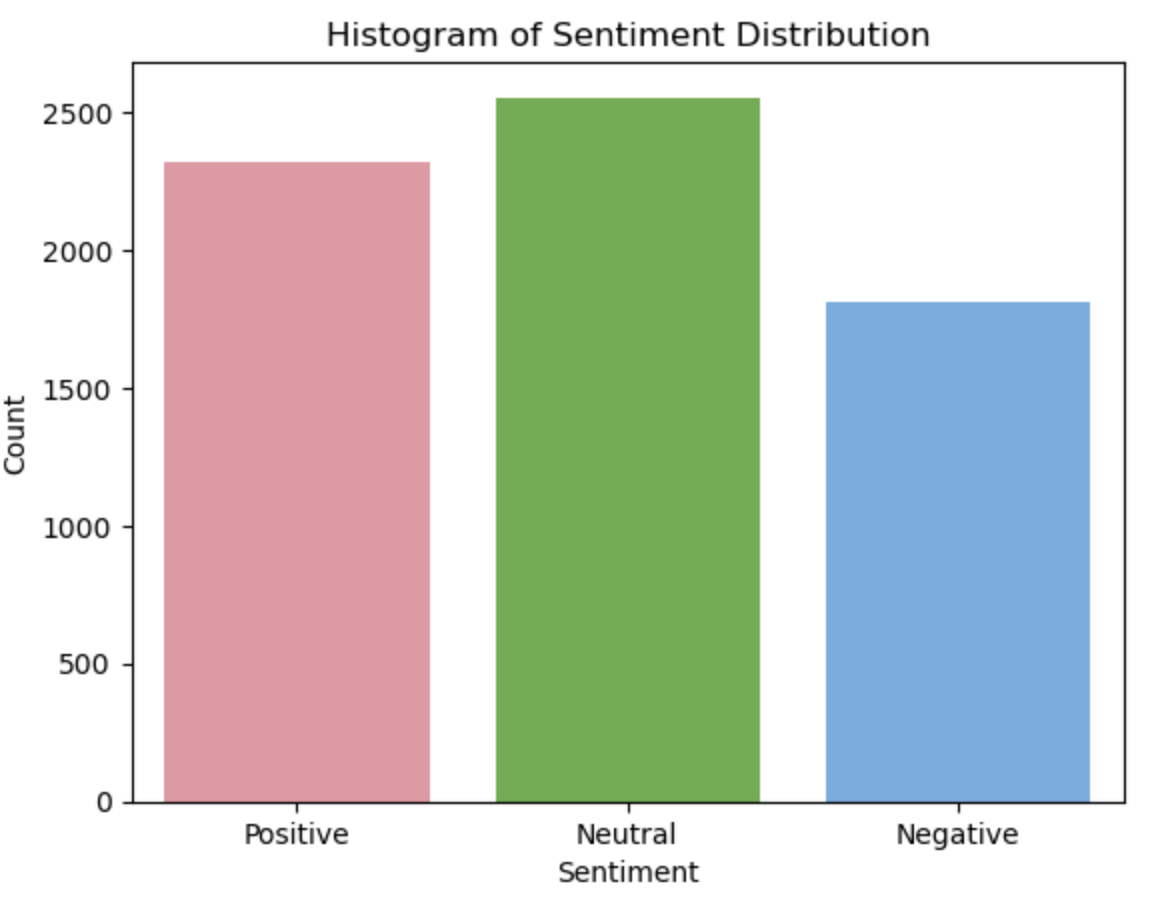 Histogram of Sentiment Distribution
2500
2000
1500
1000
500
0
Count
Positive
Neutral
Negative
Sentiment